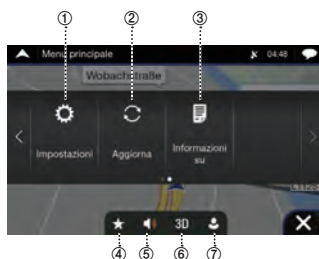 ① ② ③
Menu principale 04:48
Wobachstraße
Impostazioni Aggiorna Informazioni su
④ ⑤ ⑥ ⑦
3D